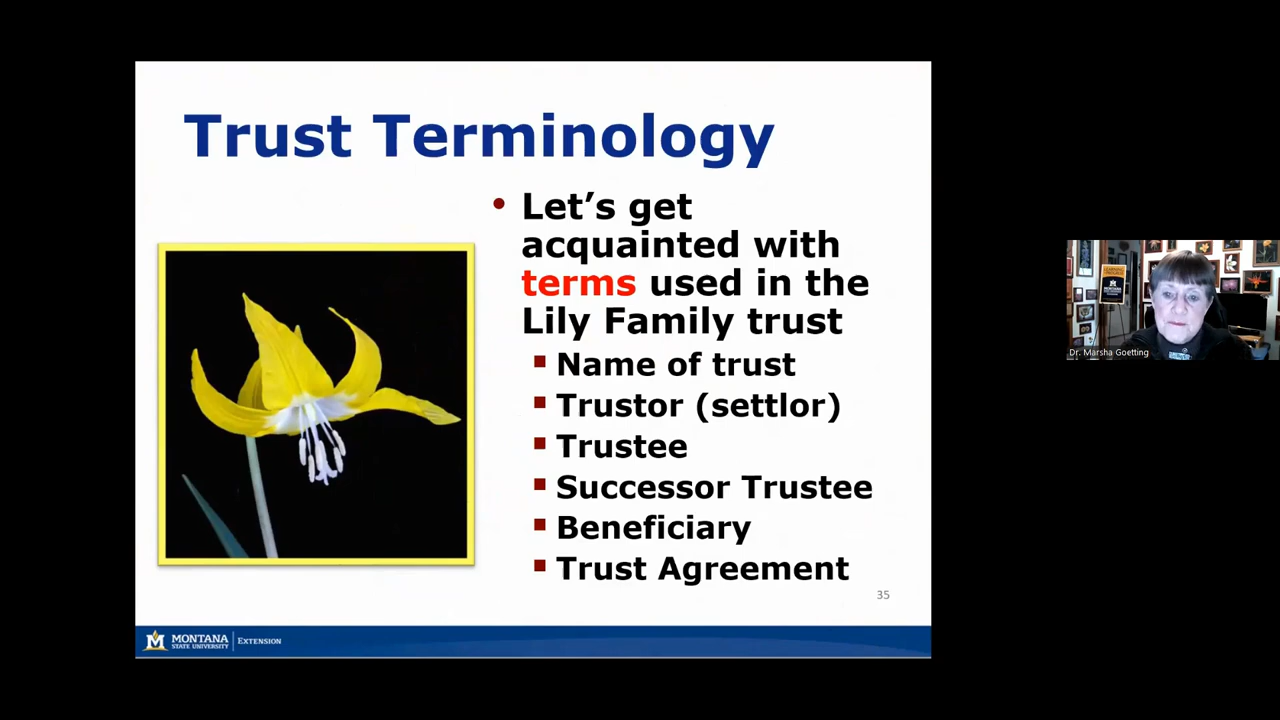 Trust Terminology
• Let’s get
acquainted with
terms used in the
Lily Family trust
▪ Name of trust
▪ Trustor (settlor)
▪ Trustee
▪ Successor Trustee
▪ Beneficiary
▪ Trust Agreement
35
M MONTANA
STATE UNIVERSITY
EXTENSION
Dr. Marsha Goetting